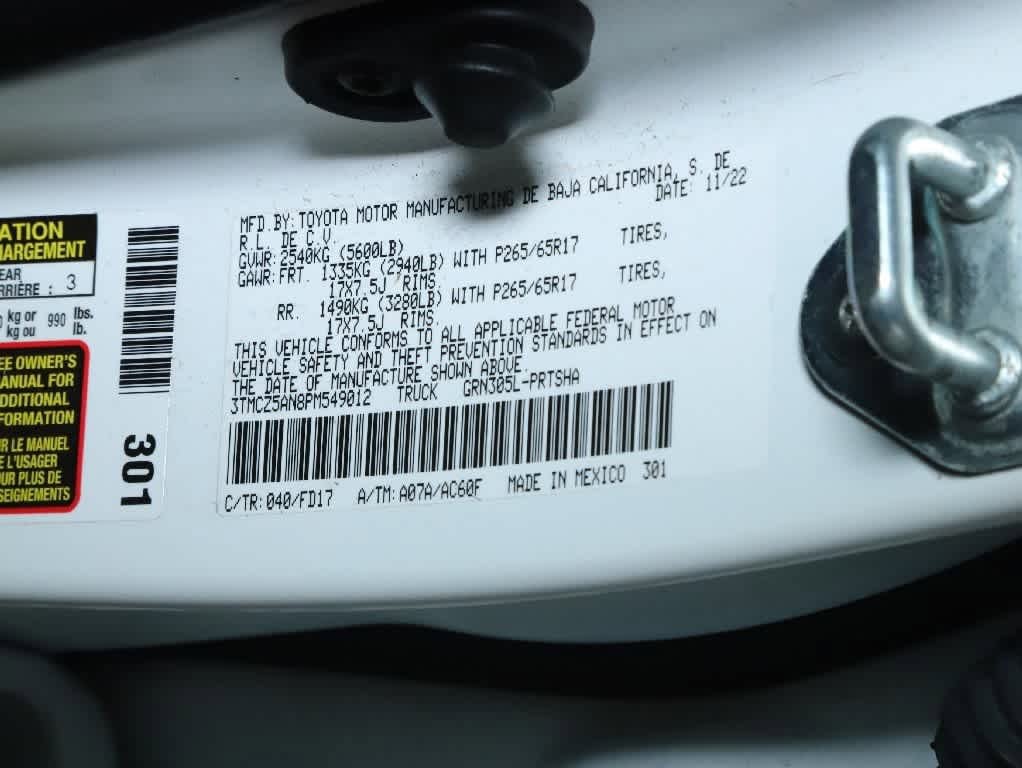 ATION
HARGEMENT
EAR
RRIÈRE : 3
kg or 990 lbs.
kg ou lb.
EE OWNER'S
MANUAL FOR
ADDITIONAL
FORMATION
IR LE MANUEL
E L'USAGER
OUR PLUS DE
SEIGNEMENTS
301
MFD.BY:TOYOTA MOTOR MANUFACTURING DE BAJA CALIFORNIA, S. DE
R.L. DE C.V. DATE: 11/22
GVWR:2540KG (5600LB)
GAWR:FRT. 1335KG (2940LB) WITH P265/65R17 TIRES,
17X7.5J RIMS
RR. 1490KG (3280LB) WITH P265/65R17 TIRES,
17X7.5J RIMS
THIS VEHICLE CONFORMS TO ALL APPLICABLE FEDERAL MOTOR
VEHICLE SAFETY AND THEFT PREVENTION STANDARDS IN EFFECT ON
THE DATE OF MANUFACTURE SHOWN ABOVE.
3TMCZ5AN8PM549012 TRUCK GRN305L-PRTSHA
C/TR:040/FD17 A/TM:A07A/AC60F MADE IN MEXICO 301